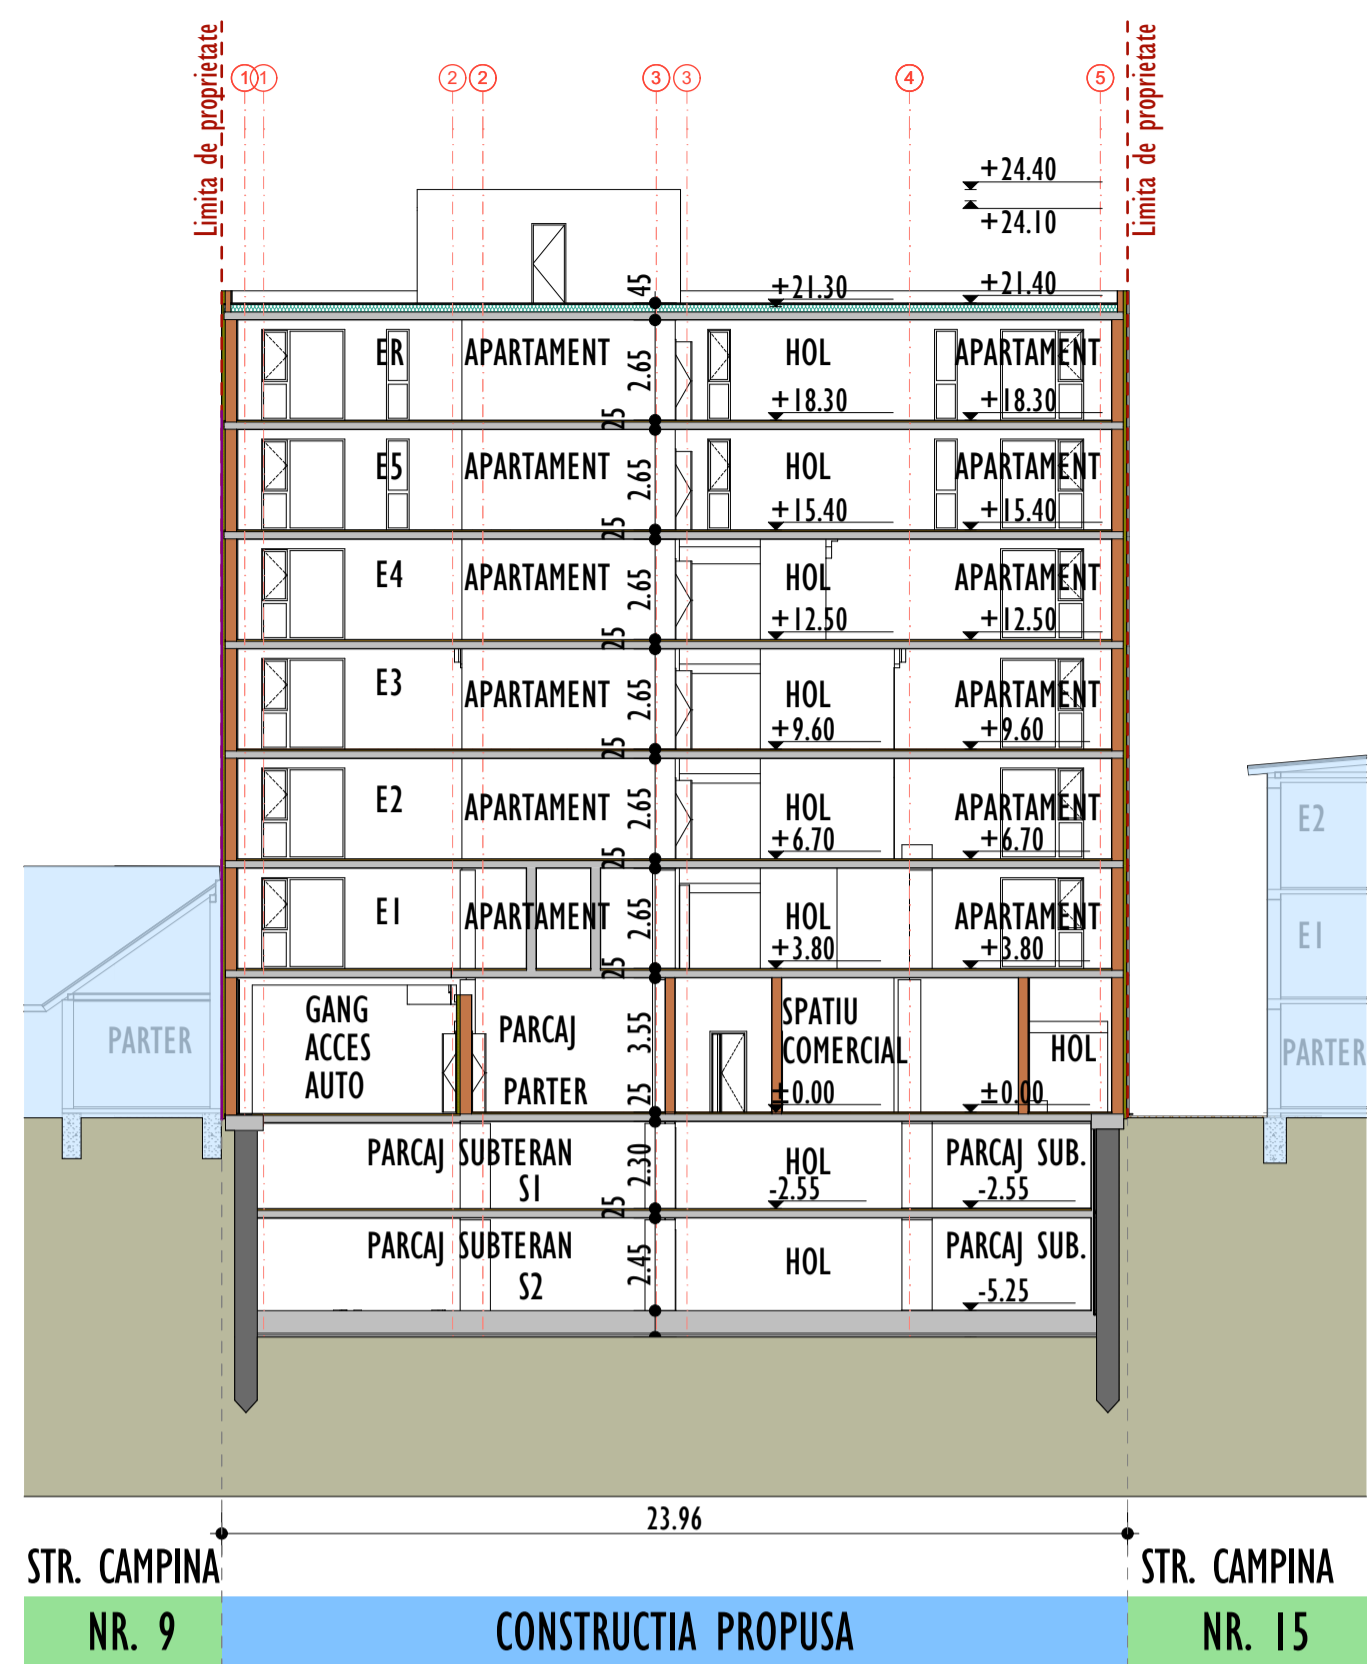 Limita de proprietate
Limita de proprietate
1 1 2 2 3 3 4 5
+24.40
+24.10
45
+21.30
+21.40
ER APARTAMENT 2.65 HOL APARTAMENT
+18.30 +18.30
25
E5 APARTAMENT 2.65 HOL APARTAMENT
+15.40 +15.40
25
E4 APARTAMENT 2.65 HOL APARTAMENT
+12.50 +12.50
25
E3 APARTAMENT 2.65 HOL APARTAMENT
+9.60 +9.60
25
E2 APARTAMENT 2.65 HOL APARTAMENT
+6.70 +6.70
25
E1 APARTAMENT 2.65 HOL APARTAMENT
+3.80 +3.80
25
GANG
ACCES
AUTO
PARCAJ
PARTER
3.55
25
SPATIU
COMERCIAL
HOL
±0.00 ±0.00
PARTER
E2
E1
PARTER
PARCAJ SUBTERAN
S1
2.30
HOL
PARCAJ SUB.
-2.55 -2.55
25
PARCAJ SUBTERAN
S2
2.45
HOL
PARCAJ SUB.
-5.25
23.96
STR. CAMPINA
STR. CAMPINA
NR. 9
CONSTRUCTIA PROPUSA
NR. 15